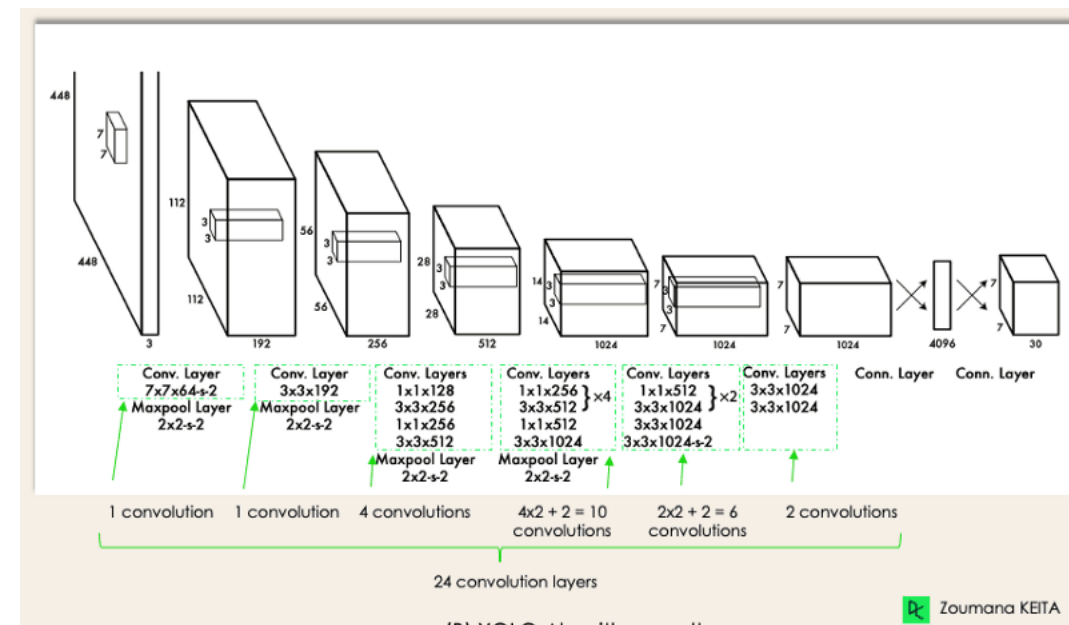 448
7
7
448
3
112
3
3
112
192
56
3
3
56
256
28
3
3
28
512
14
3
3
14
1024
7
3
3
7
1024
7
7
1024
4096
7
7
30
Conv. Layer
7x7x64-s-2
Maxpool Layer
2x2-s-2
Conv. Layer
3x3x192
Maxpool Layer
2x2-s-2
Conv. Layers
1x1x128
3x3x256
1x1x256
3x3x512
Maxpool Layer
2x2-s-2
Conv. Layers
1x1x256
3x3x512
}×4
1x1x512
3x3x1024
Maxpool Layer
2x2-s-2
Conv. Layers
1x1x512
3x3x1024
}×2
3x3x1024
3x3x1024-s-2
Conv. Layers
3x3x1024
3x3x1024
Conn. Layer
Conn. Layer
1 convolution
1 convolution
4 convolutions
4x2 + 2 = 10
convolutions
2x2 + 2 = 6
convolutions
2 convolutions
24 convolution layers
Zoumana KEITA